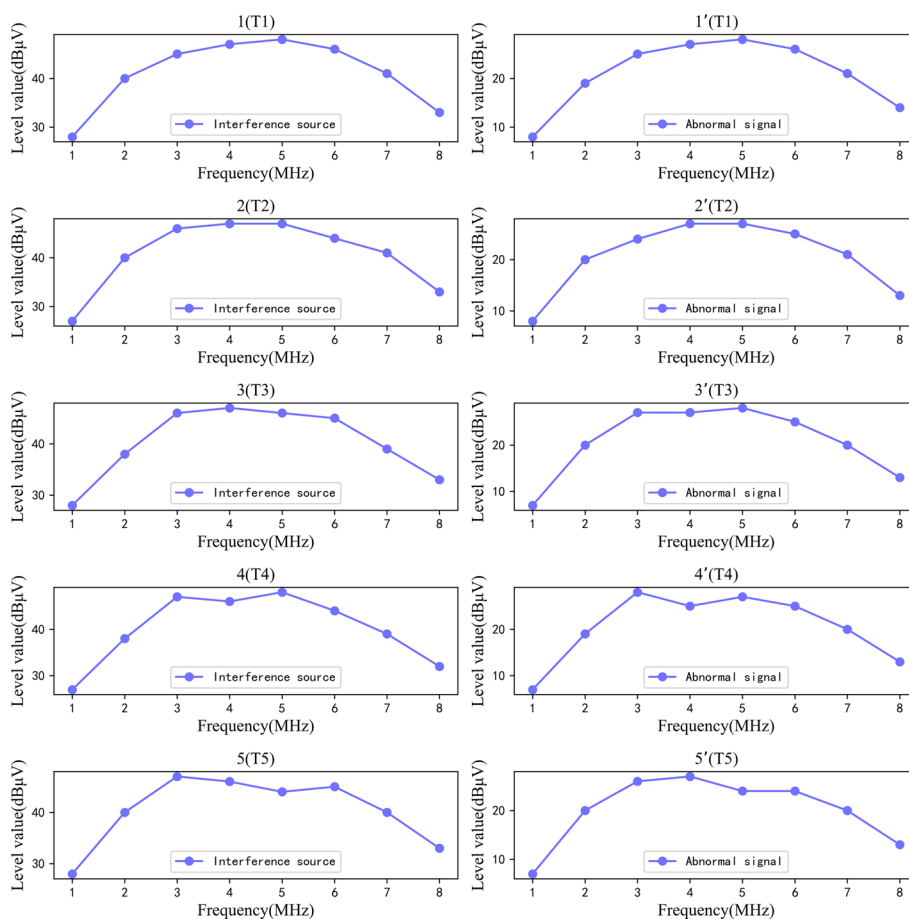 1(T1)
Level value(dBµV)
40
30
Interference source
1 2 3 4 5 6 7 8
Frequency(MHz)
1′(T1)
Level value(dBµV)
20
10
Abnormal signal
1 2 3 4 5 6 7 8
Frequency(MHz)
2(T2)
Level value(dBµV)
40
30
Interference source
1 2 3 4 5 6 7 8
Frequency(MHz)
2′(T2)
Level value(dBµV)
20
10
Abnormal signal
1 2 3 4 5 6 7 8
Frequency(MHz)
3(T3)
Level value(dBµV)
40
30
Interference source
1 2 3 4 5 6 7 8
Frequency(MHz)
3′(T3)
Level value(dBµV)
20
10
Abnormal signal
1 2 3 4 5 6 7 8
Frequency(MHz)
4(T4)
Level value(dBµV)
40
30
Interference source
1 2 3 4 5 6 7 8
Frequency(MHz)
4′(T4)
Level value(dBµV)
20
10
Abnormal signal
1 2 3 4 5 6 7 8
Frequency(MHz)
5(T5)
Level value(dBµV)
40
30
Interference source
1 2 3 4 5 6 7 8
Frequency(MHz)
5′(T5)
Level value(dBµV)
20
10
Abnormal signal
1 2 3 4 5 6 7 8
Frequency(MHz)